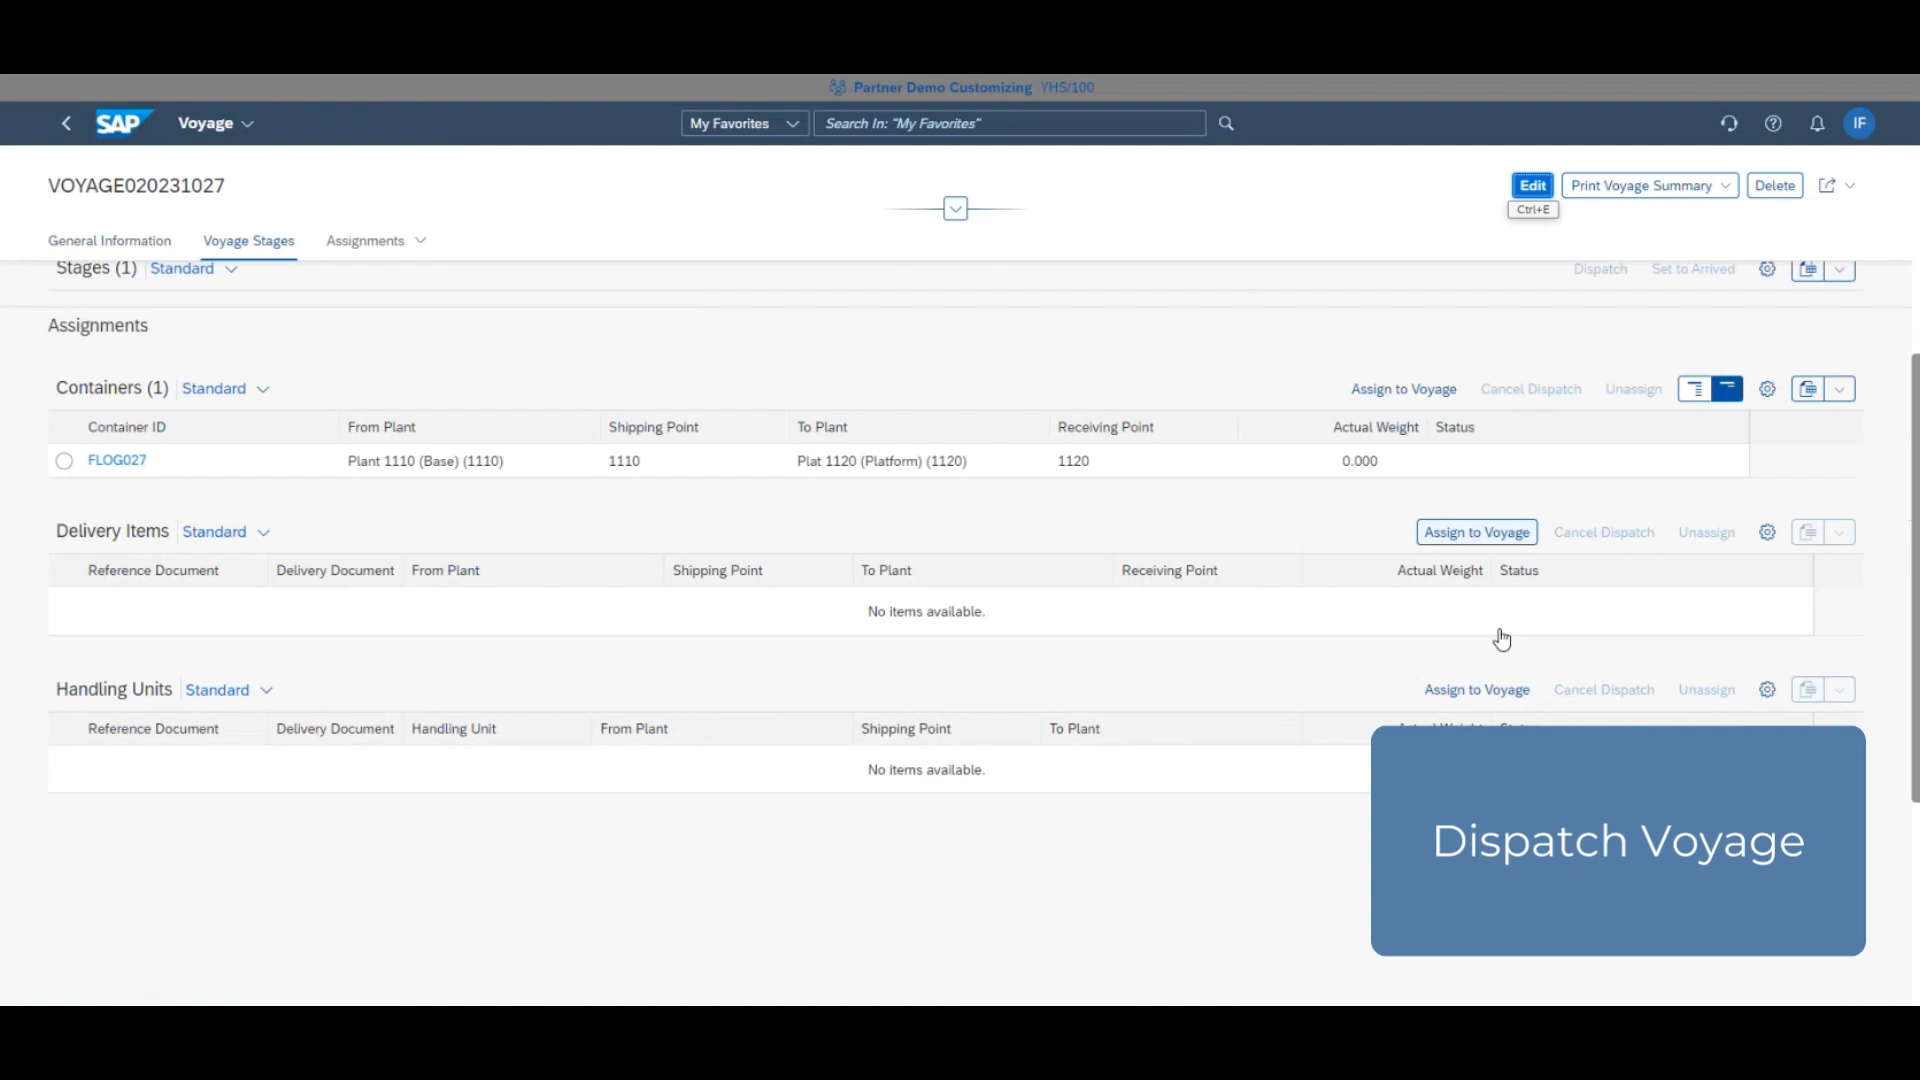 Partner Demo Customizing YHS/100
SAP Voyage My Favorites Search In: "My Favorites" IF
VOYAGE020231027 Edit Print Voyage Summary Delete
Ctrl+E
General Information Voyage Stages Assignments
Stages (1) Standard Dispatch Set to Arrived
Assignments
Containers (1) Standard Assign to Voyage Cancel Dispatch Unassign
Container ID From Plant Shipping Point To Plant Receiving Point Actual Weight Status
FLOG027 Plant 1110 (Base) (1110) 1110 Plat 1120 (Platform) (1120) 1120 0.000
Delivery Items Standard Assign to Voyage Cancel Dispatch Unassign
Reference Document Delivery Document From Plant Shipping Point To Plant Receiving Point Actual Weight Status
No items available.
Handling Units Standard Assign to Voyage Cancel Dispatch Unassign
Reference Document Delivery Document Handling Unit From Plant Shipping Point To Plant
No items available.
Dispatch Voyage